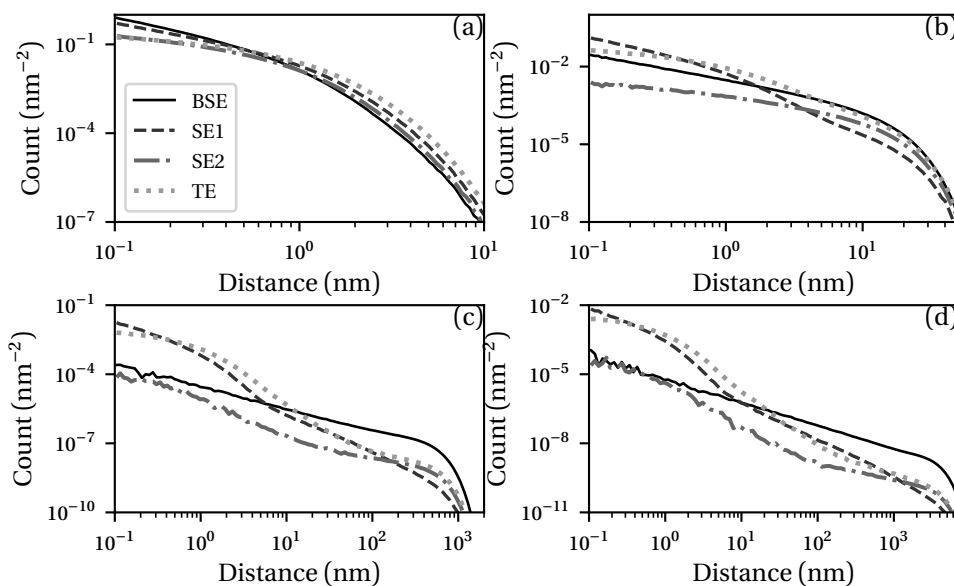 (a)
Count (nm⁻²)
10⁻¹
10⁻⁴
10⁻⁷
BSE
SE1
SE2
TE
10⁻¹ 10⁰ 10¹
Distance (nm)
(b)
Count (nm⁻²)
10⁻²
10⁻⁵
10⁻⁸
10⁻¹ 10⁰ 10¹
Distance (nm)
(c)
Count (nm⁻²)
10⁻¹
10⁻⁴
10⁻⁷
10⁻¹⁰
10⁻¹ 10⁰ 10¹ 10² 10³
Distance (nm)
(d)
Count (nm⁻²)
10⁻²
10⁻⁵
10⁻⁸
10⁻¹¹
10⁻¹ 10⁰ 10¹ 10² 10³
Distance (nm)